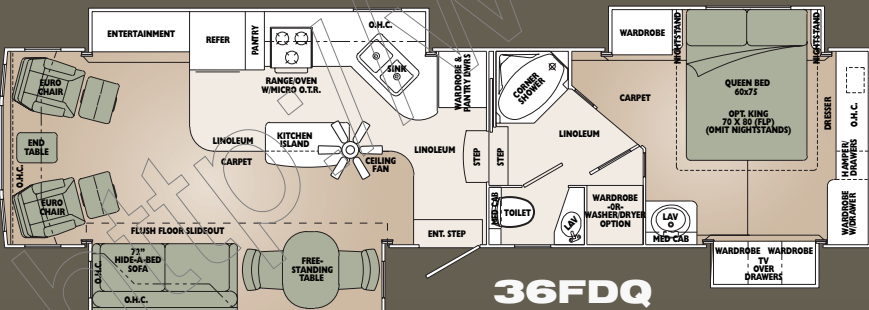 ENTERTAINMENT
REFER
PANTRY
O.H.C.
SINK
RANGE/OVEN
W/MICRO O.T.R.
WARDROBE &
PANTRY DWRS
EURO
CHAIR
END
TABLE
O.H.C.
EURO
CHAIR
LINOLEUM
CARPET
KITCHEN
ISLAND
CEILING
FAN
LINOLEUM
FLUSH FLOOR SLIDEOUT
72"
HIDE-A-BED
SOFA
O.H.C.
O.H.C.
FREE-
STANDING
TABLE
ENT. STEP
STEP
STEP
CORNER
SHOWER
LINOLEUM
MED CAB
TOILET
LAV
WARDROBE
-OR-
WASHER/DRYER
OPTION
LAV
MED CAB
WARDROBE
NIGHTSTAND
NIGHTSTAND
CARPET
QUEEN BED
60x75
OPT. KING
70 X 80 (FLP)
(OMIT NIGHTSTANDS)
DRESSER
O.H.C.
HAMPER/
DRAWERS
WARDROBE
W/DRAWER
WARDROBE WARDROBE
TV
OVER
DRAWERS
36FDQ